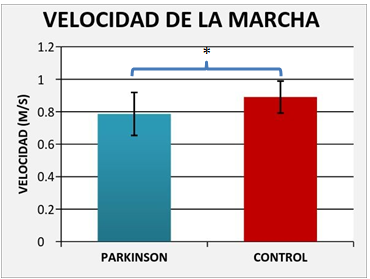 VELOCIDAD DE LA MARCHA
VELOCIDAD (M/S)
1.2
1
0.8
0.6
0.4
0.2
0
*
PARKINSON
CONTROL